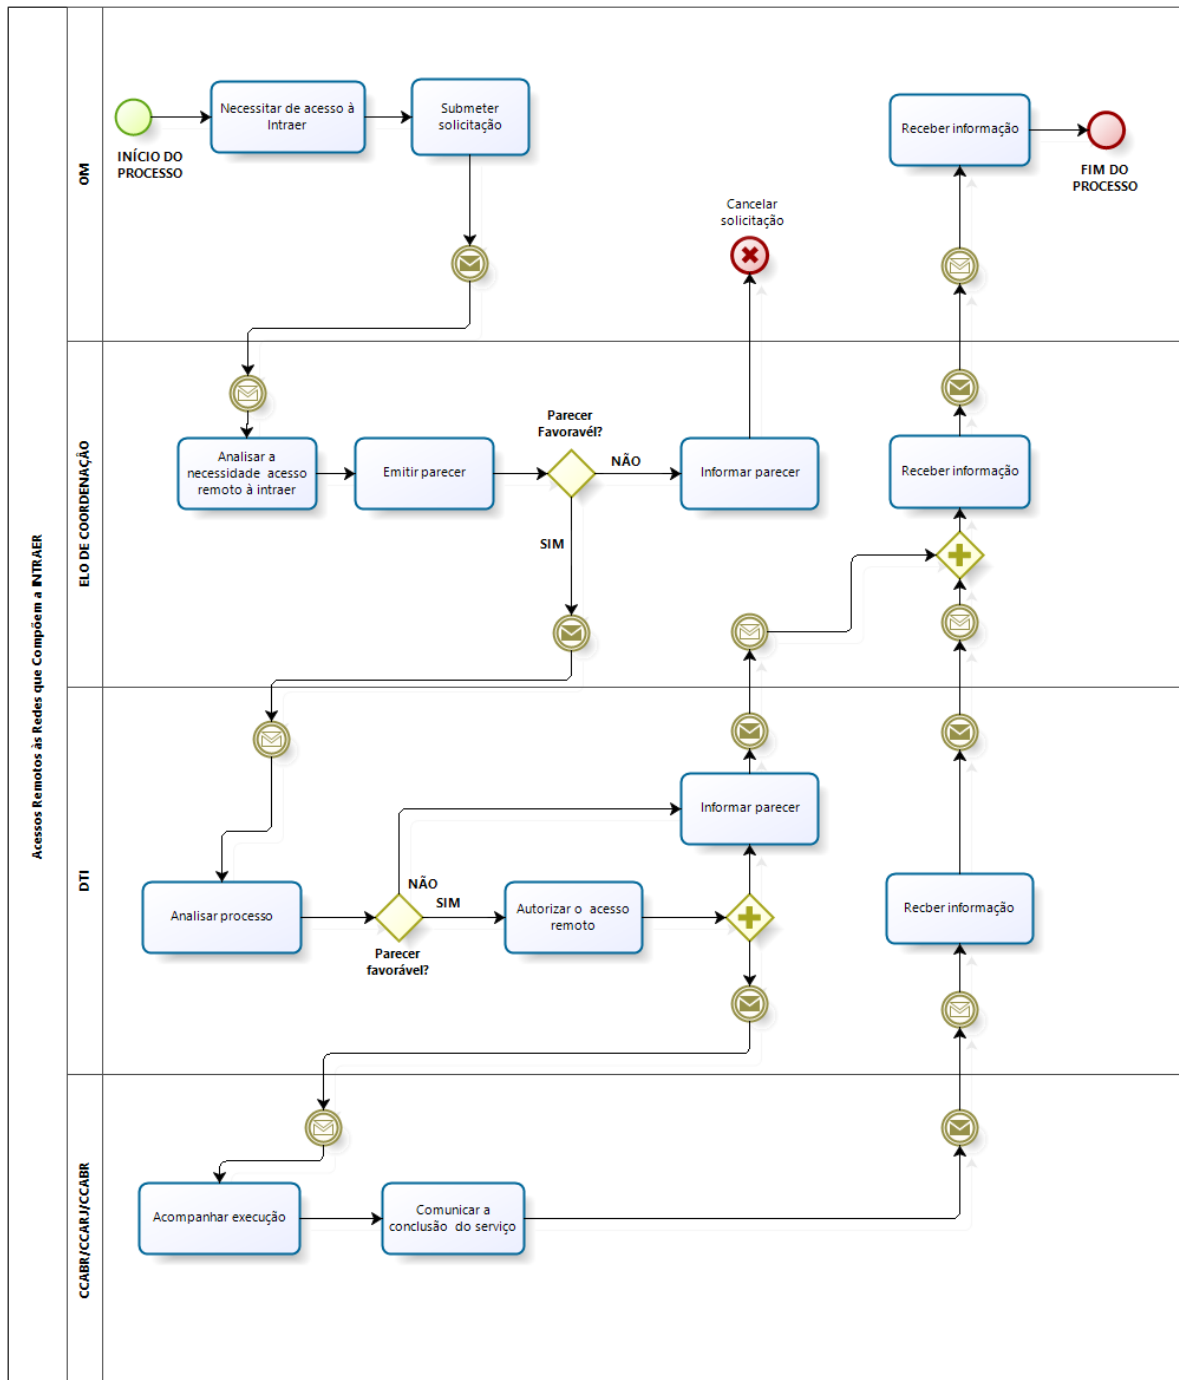 Acessos Remotos às Redes que Compõem a INTRAER
OM
INÍCIO DO
PROCESSO
Necessitar de acesso à
Intraer
Submeter
solicitação
Cancelar
solicitação
Receber informação
FIM DO
PROCESSO
ELO DE COORDENAÇÃO
Analisar a
necessidade acesso
remoto à intraer
Emitir parecer
Parecer
Favoravél?
NÃO
SIM
Informar parecer
Receber informação
DTI
Analisar processo
Parecer
favorável?
NÃO
SIM
Autorizar o acesso
remoto
Informar parecer
Recber informação
CCABR/CCARJ/CCABR
Acompanhar execução
Comunicar a
conclusão do serviço